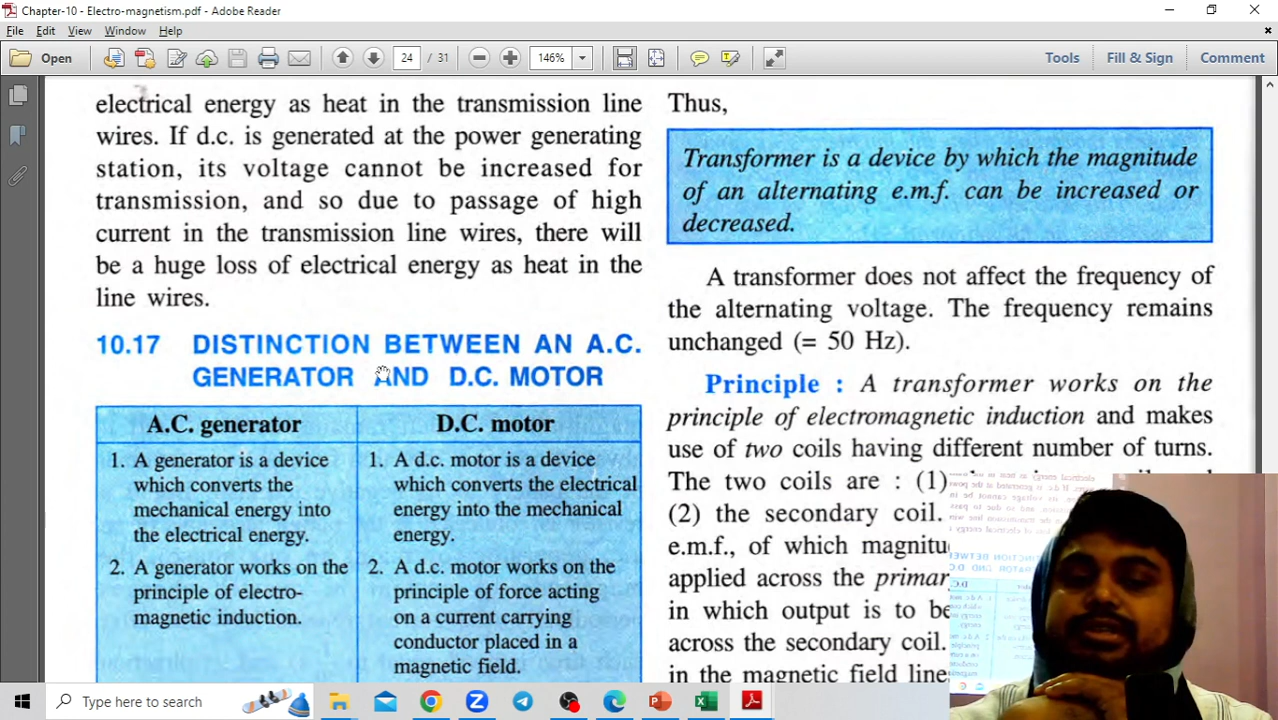 Chapter-10 - Electro-magnetism.pdf - Adobe Reader
File Edit View Window Help
Open 24 / 31 146% Tools Fill & Sign Comment
electrical energy as heat in the transmission line
wires. If d.c. is generated at the power generating
station, its voltage cannot be increased for
transmission, and so due to passage of high
current in the transmission line wires, there will
be a huge loss of electrical energy as heat in the
line wires.
10.17 DISTINCTION BETWEEN AN A.C.
GENERATOR AND D.C. MOTOR
A.C. generator
1. A generator is a device
which converts the
mechanical energy into
the electrical energy.
2. A generator works on the
principle of electro-
magnetic induction.
D.C. motor
1. A d.c. motor is a device
which converts the electrical
energy into the mechanical
energy.
2. A d.c. motor works on the
principle of force acting
on a current carrying
conductor placed in a
magnetic field.
Thus,
Transformer is a device by which the magnitude
of an alternating e.m.f. can be increased or
decreased.
A transformer does not affect the frequency of
the alternating voltage. The frequency remains
unchanged (= 50 Hz).
Principle : A transformer works on the
principle of electromagnetic induction and makes
use of two coils having different number of turns.
The two coils are : (1)
(2) the secondary coil.
e.m.f., of which magnitu
applied across the primar
in which output is to be
across the secondary coil.
in the magnetic field line
Type here to search